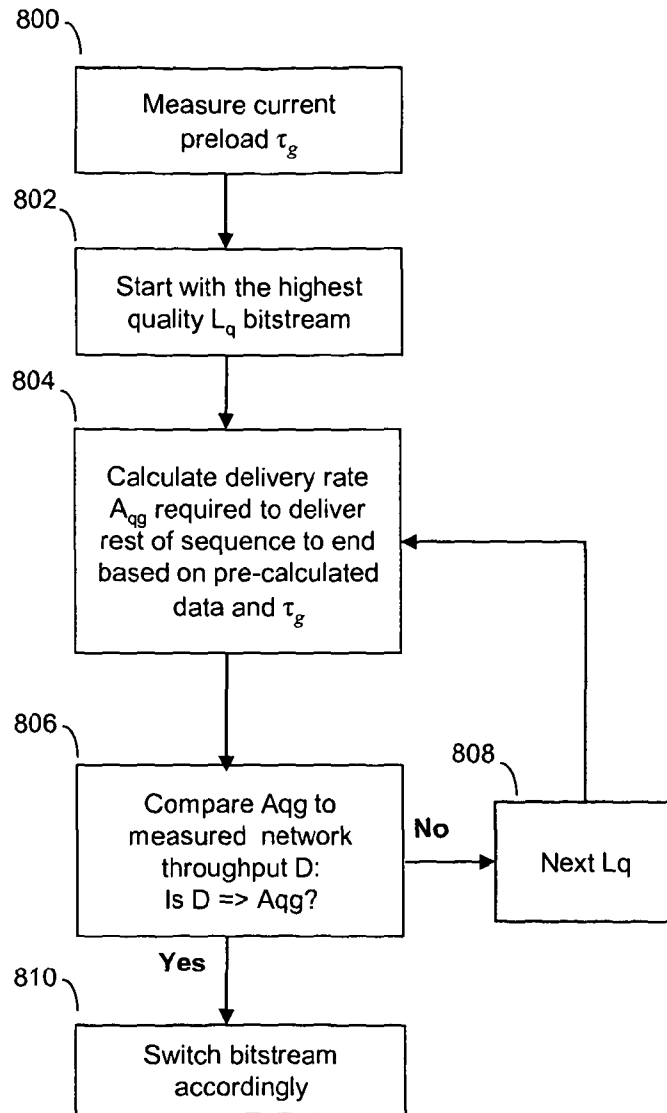 800
Measure current
preload τg
802
Start with the highest
quality Lq bitstream
804
Calculate delivery rate
Aqg required to deliver
rest of sequence to end
based on pre-calculated
data and τg
806
Compare Aqg to
measured network
throughput D:
Is D => Aqg?
No
808
Next Lq
Yes
810
Switch bitstream
accordingly